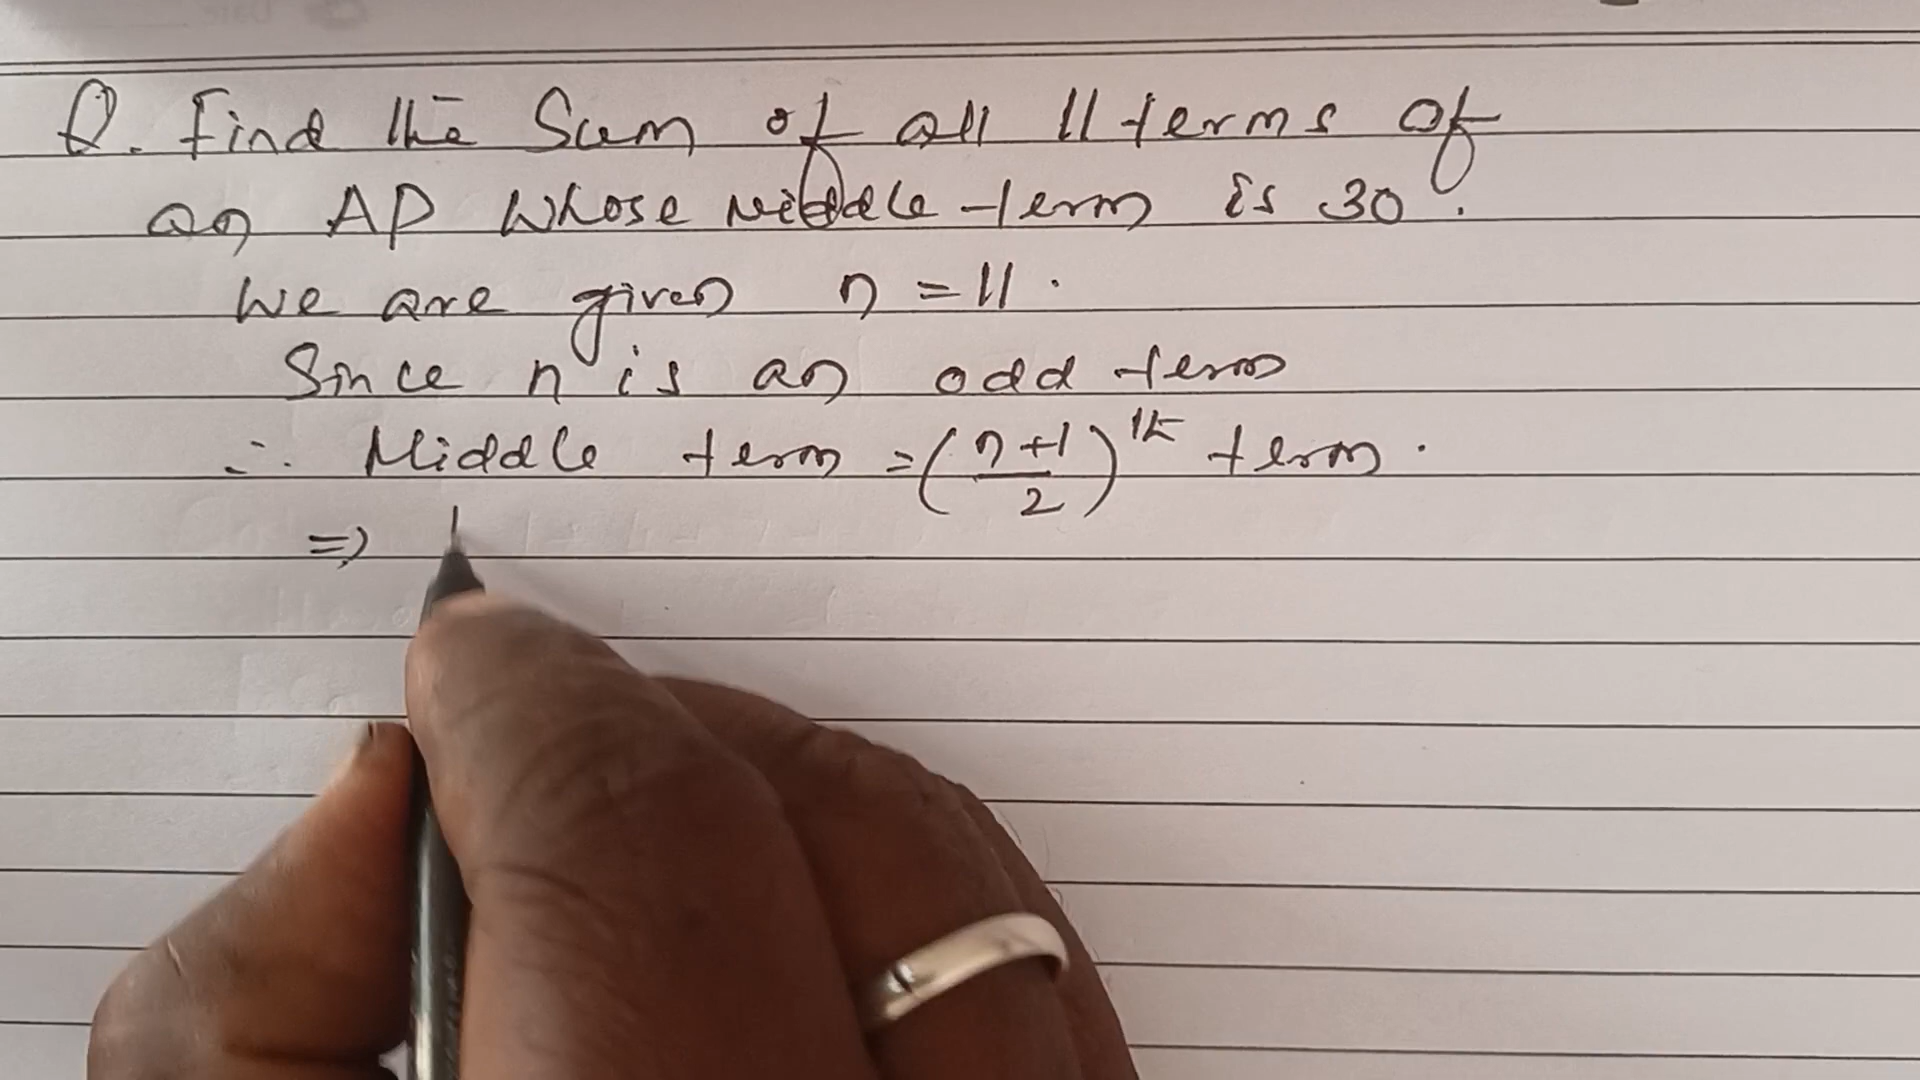 Q. Find the Sum of all 11 terms of
an AP whose middle term is 30.
We are given n = 11.
Since n is an odd term
∴ Middle term = (n+1/2)th term.
⇒